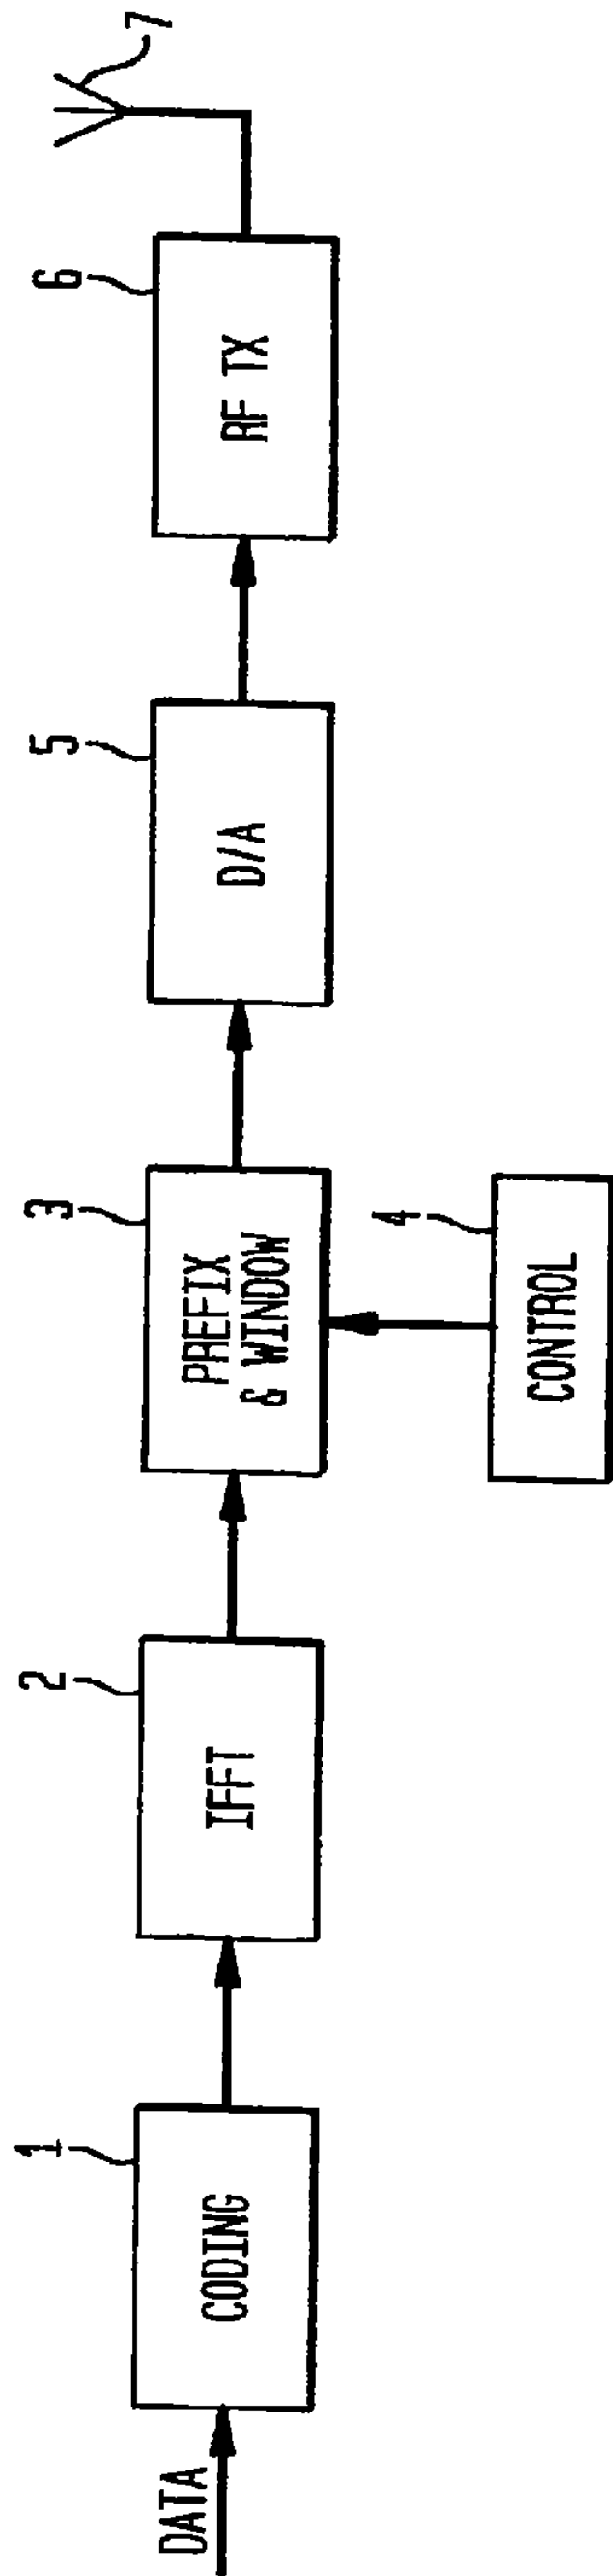 DATA
1
CODING
2
IFFT
3
PREFIX
& WINDOW
4
CONTROL
5
D/A
6
RF TX
7